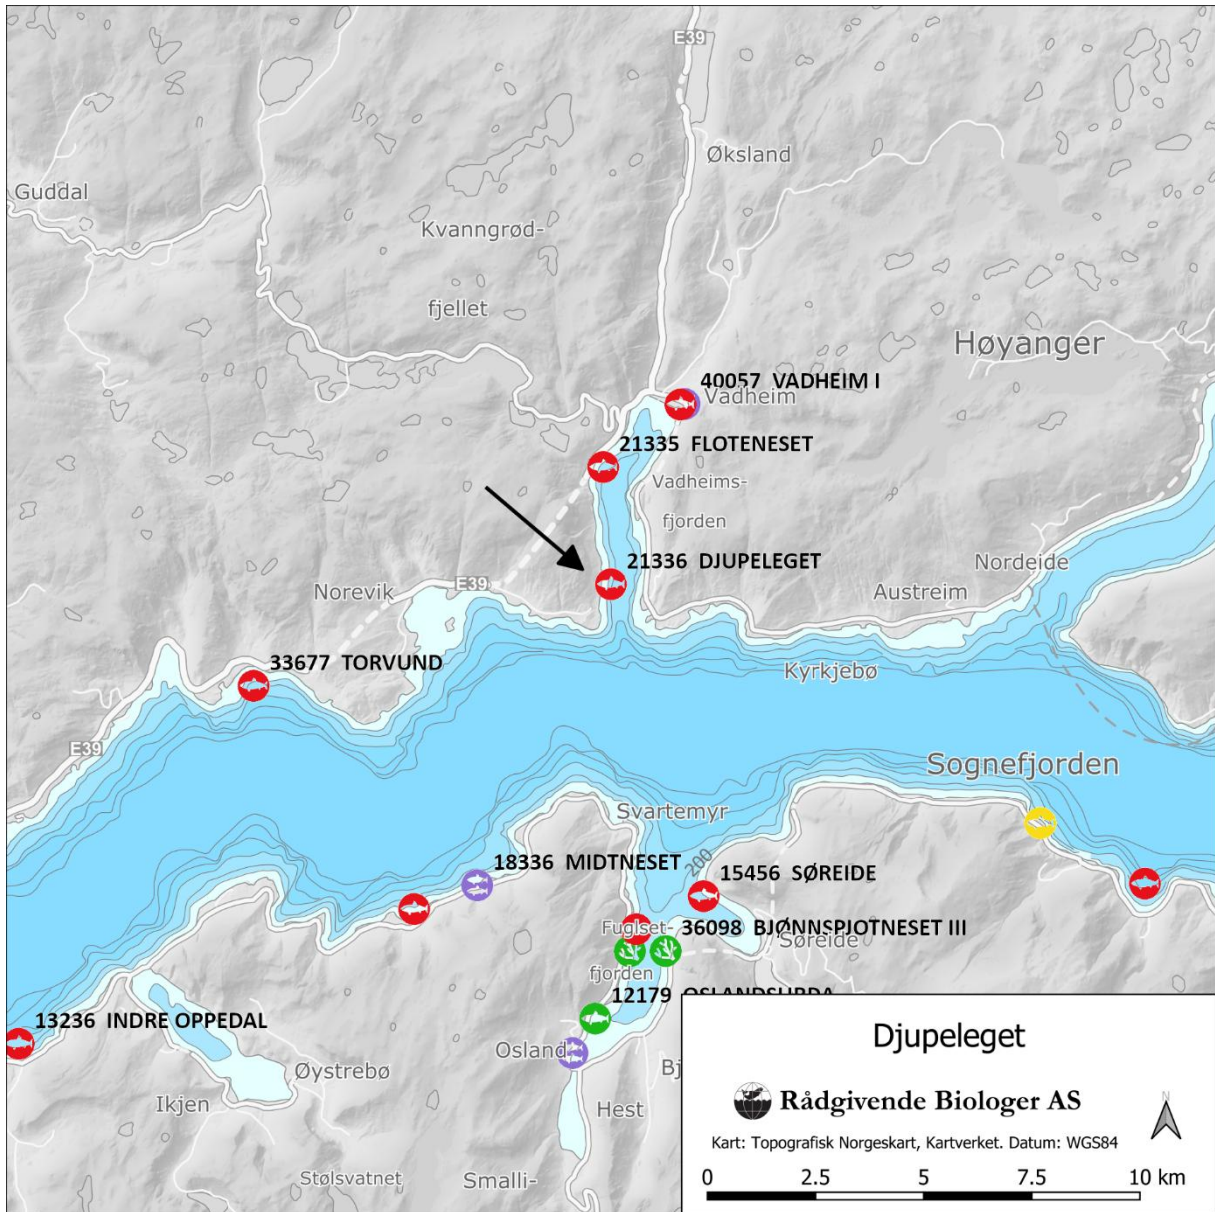 E39
Øksland
Guddal
Kvanngrød-
fjellet
Høyanger
40057 VADHEIM I
Vadheim
21335 FLOTENESET
Vadheims-
fjorden
21336 DJUPELEGET
Nordeide
E39
Norevik
Austreim
33677 TORVUND
Kyrkjebø
E39
Sognefjorden
Svartemyr
18336 MIDTNESET
200
15456 SØREIDE
Fuglset-
36098 BJØNNSPJOTNESET III
Søreide
fjorden
12179 OSLANDSURDA
13236 INDRE OPPEDAL
Osland
Øystrebø
Bj
Ikjen
Hest
Stølsvatnet
Smalli-
Djupeleget
Rådgivende Biologer AS
N
Kart: Topografisk Norgeskart, Kartverket. Datum: WGS84
0 2.5 5 7.5 10 km